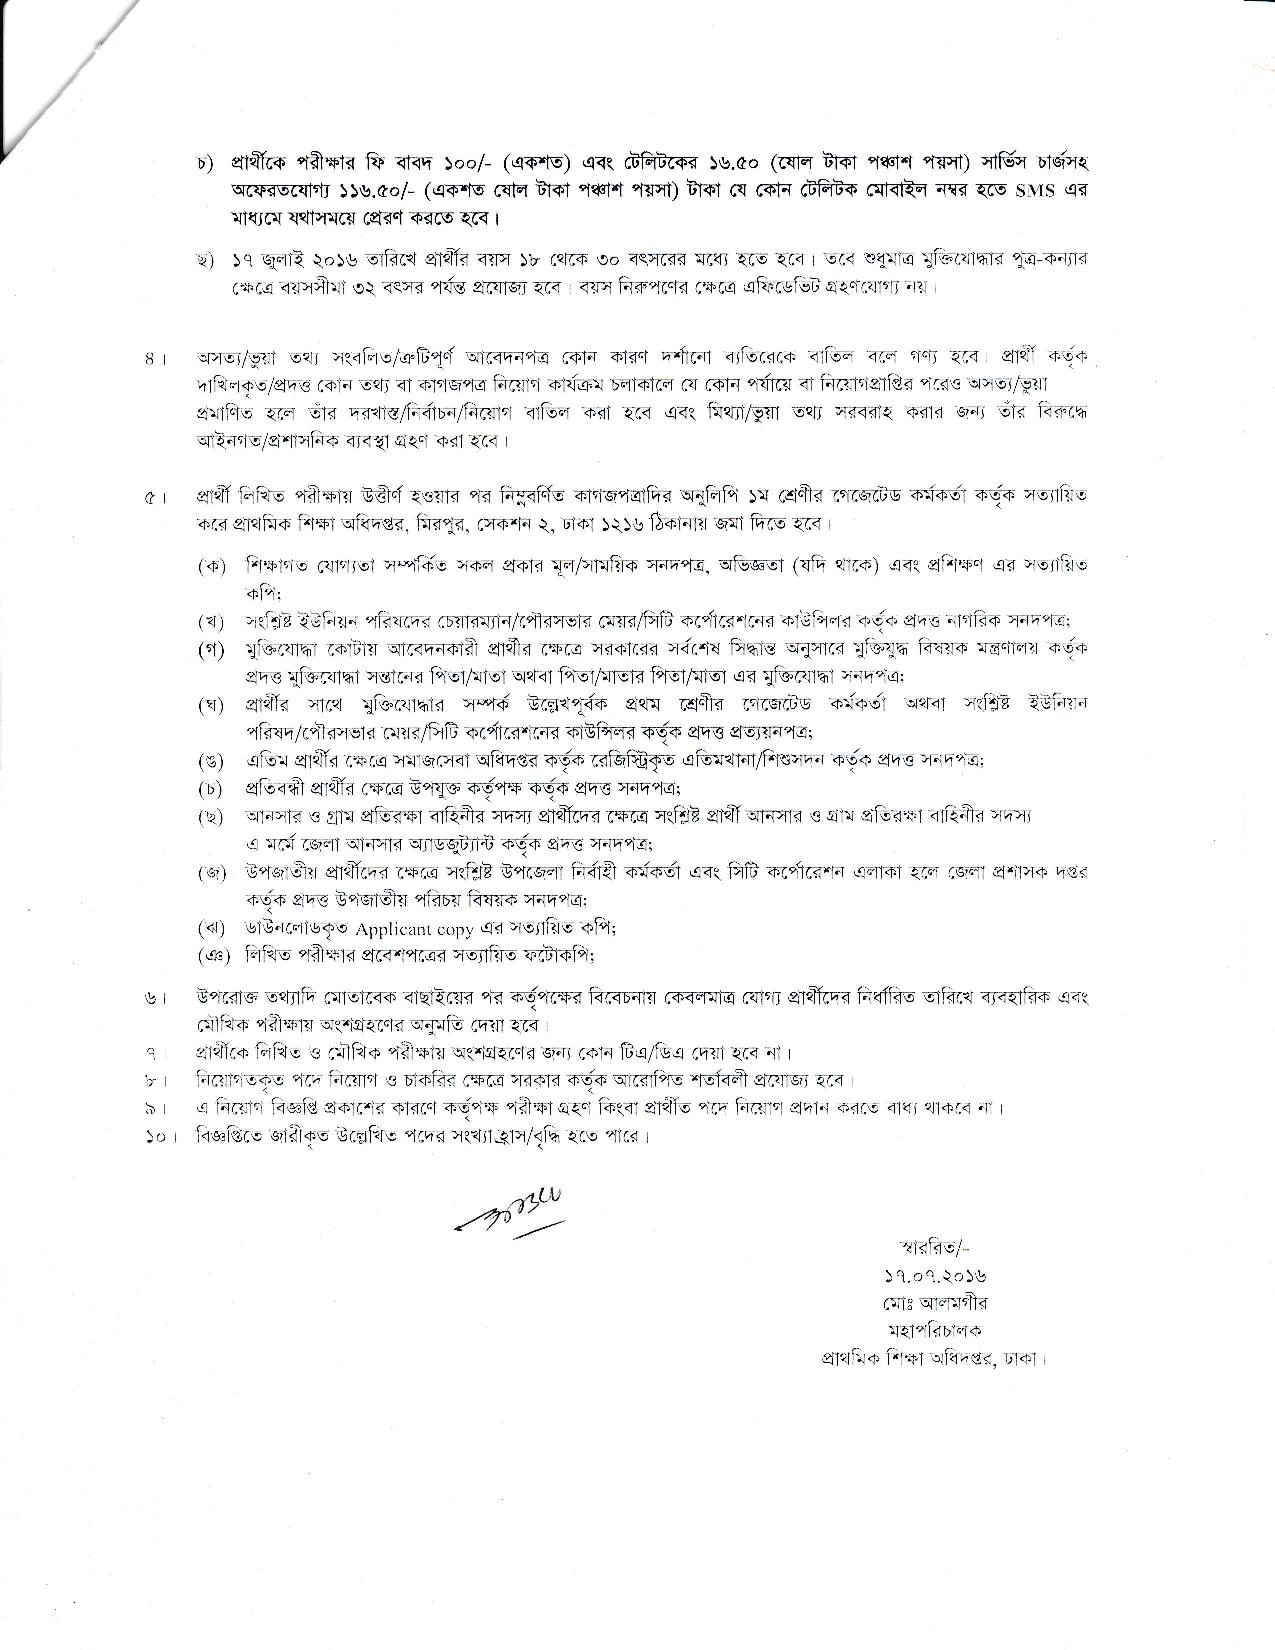 চ) প্রার্থীকে পরীক্ষার ফি বাবদ ১০০/- (একশত) এবং টেলিটকের ১৬.৫০ (ষোল টাকা পঞ্চাশ পয়সা) সার্ভিস চার্জসহ
অফেরতযোগ্য ১১৬.৫০/- (একশত ষোল টাকা পঞ্চাশ পয়সা) টাকা যে কোন টেলিটক মোবাইল নম্বর হতে SMS এর
মাধ্যমে যথাসময়ে প্রেরণ করতে হবে।
ছ) ১৭ জুলাই ২০১৬ তারিখে প্রার্থীর বয়স ১৮ থেকে ৩০ বৎসরের মধ্যে হতে হবে। তবে শুধুমাত্র মুক্তিযোদ্ধার পুত্র-কন্যার
ক্ষেত্রে বয়সসীমা ৩২ বৎসর পর্যন্ত প্রযোজ্য হবে। বয়স নিরুপণের ক্ষেত্রে এফিডেভিট গ্রহণযোগ্য নয়।
৪। অসত্য/ভুয়া তথ্য সংবলিত/ত্রুটিপূর্ণ আবেদনপত্র কোন কারণ দর্শানো ব্যতিরেকে বাতিল বলে গণ্য হবে। প্রার্থী কর্তৃক
দাখিলকৃত/প্রদত্ত কোন তথ্য বা কাগজপত্র নিয়োগ কার্যক্রম চলাকালে যে কোন পর্যায়ে বা নিয়োগপ্রাপ্তির পরেও অসত্য/ভুয়া
প্রমাণিত হলে তাঁর দরখাস্ত/নির্বাচন/নিয়োগ বাতিল করা হবে এবং মিথ্যা/ভুয়া তথ্য সরবরাহ করার জন্য তাঁর বিরুদ্ধে
আইনগত/প্রশাসনিক ব্যবস্থা গ্রহণ করা হবে।
৫। প্রার্থী লিখিত পরীক্ষায় উত্তীর্ণ হওয়ার পর নিম্নবর্ণিত কাগজপত্রাদির অনুলিপি ১ম শ্রেণীর গেজেটেড কর্মকর্তা কর্তৃক সত্যায়িত
করে প্রাথমিক শিক্ষা অধিদপ্তর, মিরপুর, সেকশন ২, ঢাকা ১২১৬ ঠিকানায় জমা দিতে হবে।
(ক) শিক্ষাগত যোগ্যতা সম্পর্কিত সকল প্রকার মূল/সাময়িক সনদপত্র, অভিজ্ঞতা (যদি থাকে) এবং প্রশিক্ষণ এর সত্যায়িত
কপি;
(খ) সংশ্লিষ্ট ইউনিয়ন পরিষদের চেয়ারম্যান/পৌরসভার মেয়র/সিটি কর্পোরেশনের কাউন্সিলর কর্তৃক প্রদত্ত নাগরিক সনদপত্র;
(গ) মুক্তিযোদ্ধা কোটায় আবেদনকারী প্রার্থীর ক্ষেত্রে সরকারের সর্বশেষ সিদ্ধান্ত অনুসারে মুক্তিযুদ্ধ বিষয়ক মন্ত্রণালয় কর্তৃক
প্রদত্ত মুক্তিযোদ্ধা সন্তানের পিতা/মাতা অথবা পিতা/মাতার পিতা/মাতা এর মুক্তিযোদ্ধা সনদপত্র;
(ঘ) প্রার্থীর সাথে মুক্তিযোদ্ধার সম্পর্ক উল্লেখপূর্বক প্রথম শ্রেণীর গেজেটেড কর্মকর্তা অথবা সংশ্লিষ্ট ইউনিয়ন
পরিষদ/পৌরসভার মেয়র/সিটি কর্পোরেশনের কাউন্সিলর কর্তৃক প্রদত্ত প্রত্যয়নপত্র;
(ঙ) এতিম প্রার্থীর ক্ষেত্রে সমাজসেবা অধিদপ্তর কর্তৃক রেজিস্ট্রিকৃত এতিমখানা/শিশুসদন কর্তৃক প্রদত্ত সনদপত্র;
(চ) প্রতিবন্ধী প্রার্থীর ক্ষেত্রে উপযুক্ত কর্তৃপক্ষ কর্তৃক প্রদত্ত সনদপত্র;
(ছ) আনসার ও গ্রাম প্রতিরক্ষা বাহিনীর সদস্য প্রার্থীদের ক্ষেত্রে সংশ্লিষ্ট প্রার্থী আনসার ও গ্রাম প্রতিরক্ষা বাহিনীর সদস্য
এ মর্মে জেলা আনসার অ্যাডজুট্যান্ট কর্তৃক প্রদত্ত সনদপত্র;
(জ) উপজাতীয় প্রার্থীদের ক্ষেত্রে সংশ্লিষ্ট উপজেলা নির্বাহী কর্মকর্তা এবং সিটি কর্পোরেশন এলাকা হলে জেলা প্রশাসক দপ্তর
কর্তৃক প্রদত্ত উপজাতীয় পরিচয় বিষয়ক সনদপত্র;
(ঝ) ডাউনলোডকৃত Applicant copy এর সত্যায়িত কপি;
(ঞ) লিখিত পরীক্ষার প্রবেশপত্রের সত্যায়িত ফটোকপি;
৬। উপরোক্ত তথ্যাদি মোতাবেক বাছাইয়ের পর কর্তৃপক্ষের বিবেচনায় কেবলমাত্র যোগ্য প্রার্থীদের নির্ধারিত তারিখে ব্যবহারিক এবং
মৌখিক পরীক্ষায় অংশগ্রহণের অনুমতি দেয়া হবে।
৭ প্রার্থীকে লিখিত ও মৌখিক পরীক্ষায় অংশগ্রহণের জন্য কোন টিএ/ডিএ দেয়া হবে না।
৮। নিয়োগতকৃত পদে নিয়োগ ও চাকরির ক্ষেত্রে সরকার কর্তৃক আরোপিত শর্তাবলী প্রযোজ্য হবে।
৯। এ নিয়োগ বিজ্ঞপ্তি প্রকাশের কারণে কর্তৃপক্ষ পরীক্ষা গ্রহণ কিংবা প্রার্থীত পদে নিয়োগ প্রদান করতে বাধ্য থাকবে না।
১০। বিজ্ঞপ্তিতে জারীকৃত উল্লেখিত পদের সংখ্যা হ্রাস/বৃদ্ধি হতে পারে।
স্বাক্ষরিত/-
১৭.০৭.২০১৬
মোঃ আলমগীর
মহাপরিচালক
প্রাথমিক শিক্ষা অধিদপ্তর, ঢাকা।